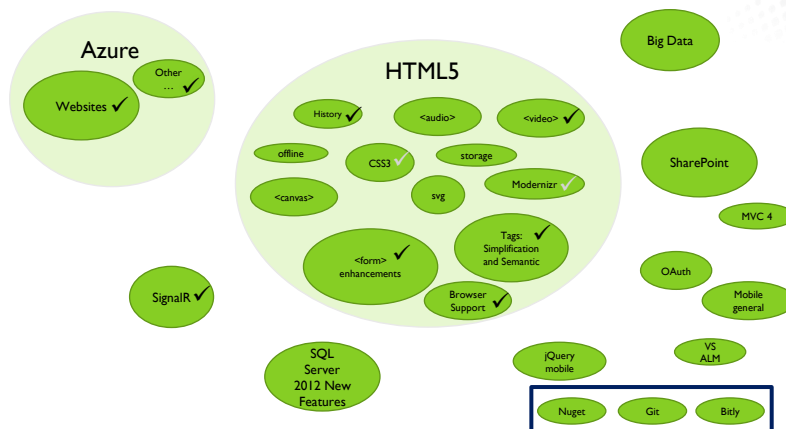 Azure
Websites
Other
…
HTML5
History
<audio>
<video>
offline
CSS3
storage
Modernizr
<canvas>
svg
<form>
enhancements
Tags:
Simplification
and Semantic
Browser
Support
Big Data
SharePoint
MVC 4
OAuth
Mobile
general
SignalR
SQL
Server
2012 New
Features
jQuery
mobile
VS
ALM
Nuget
Git
Bitly